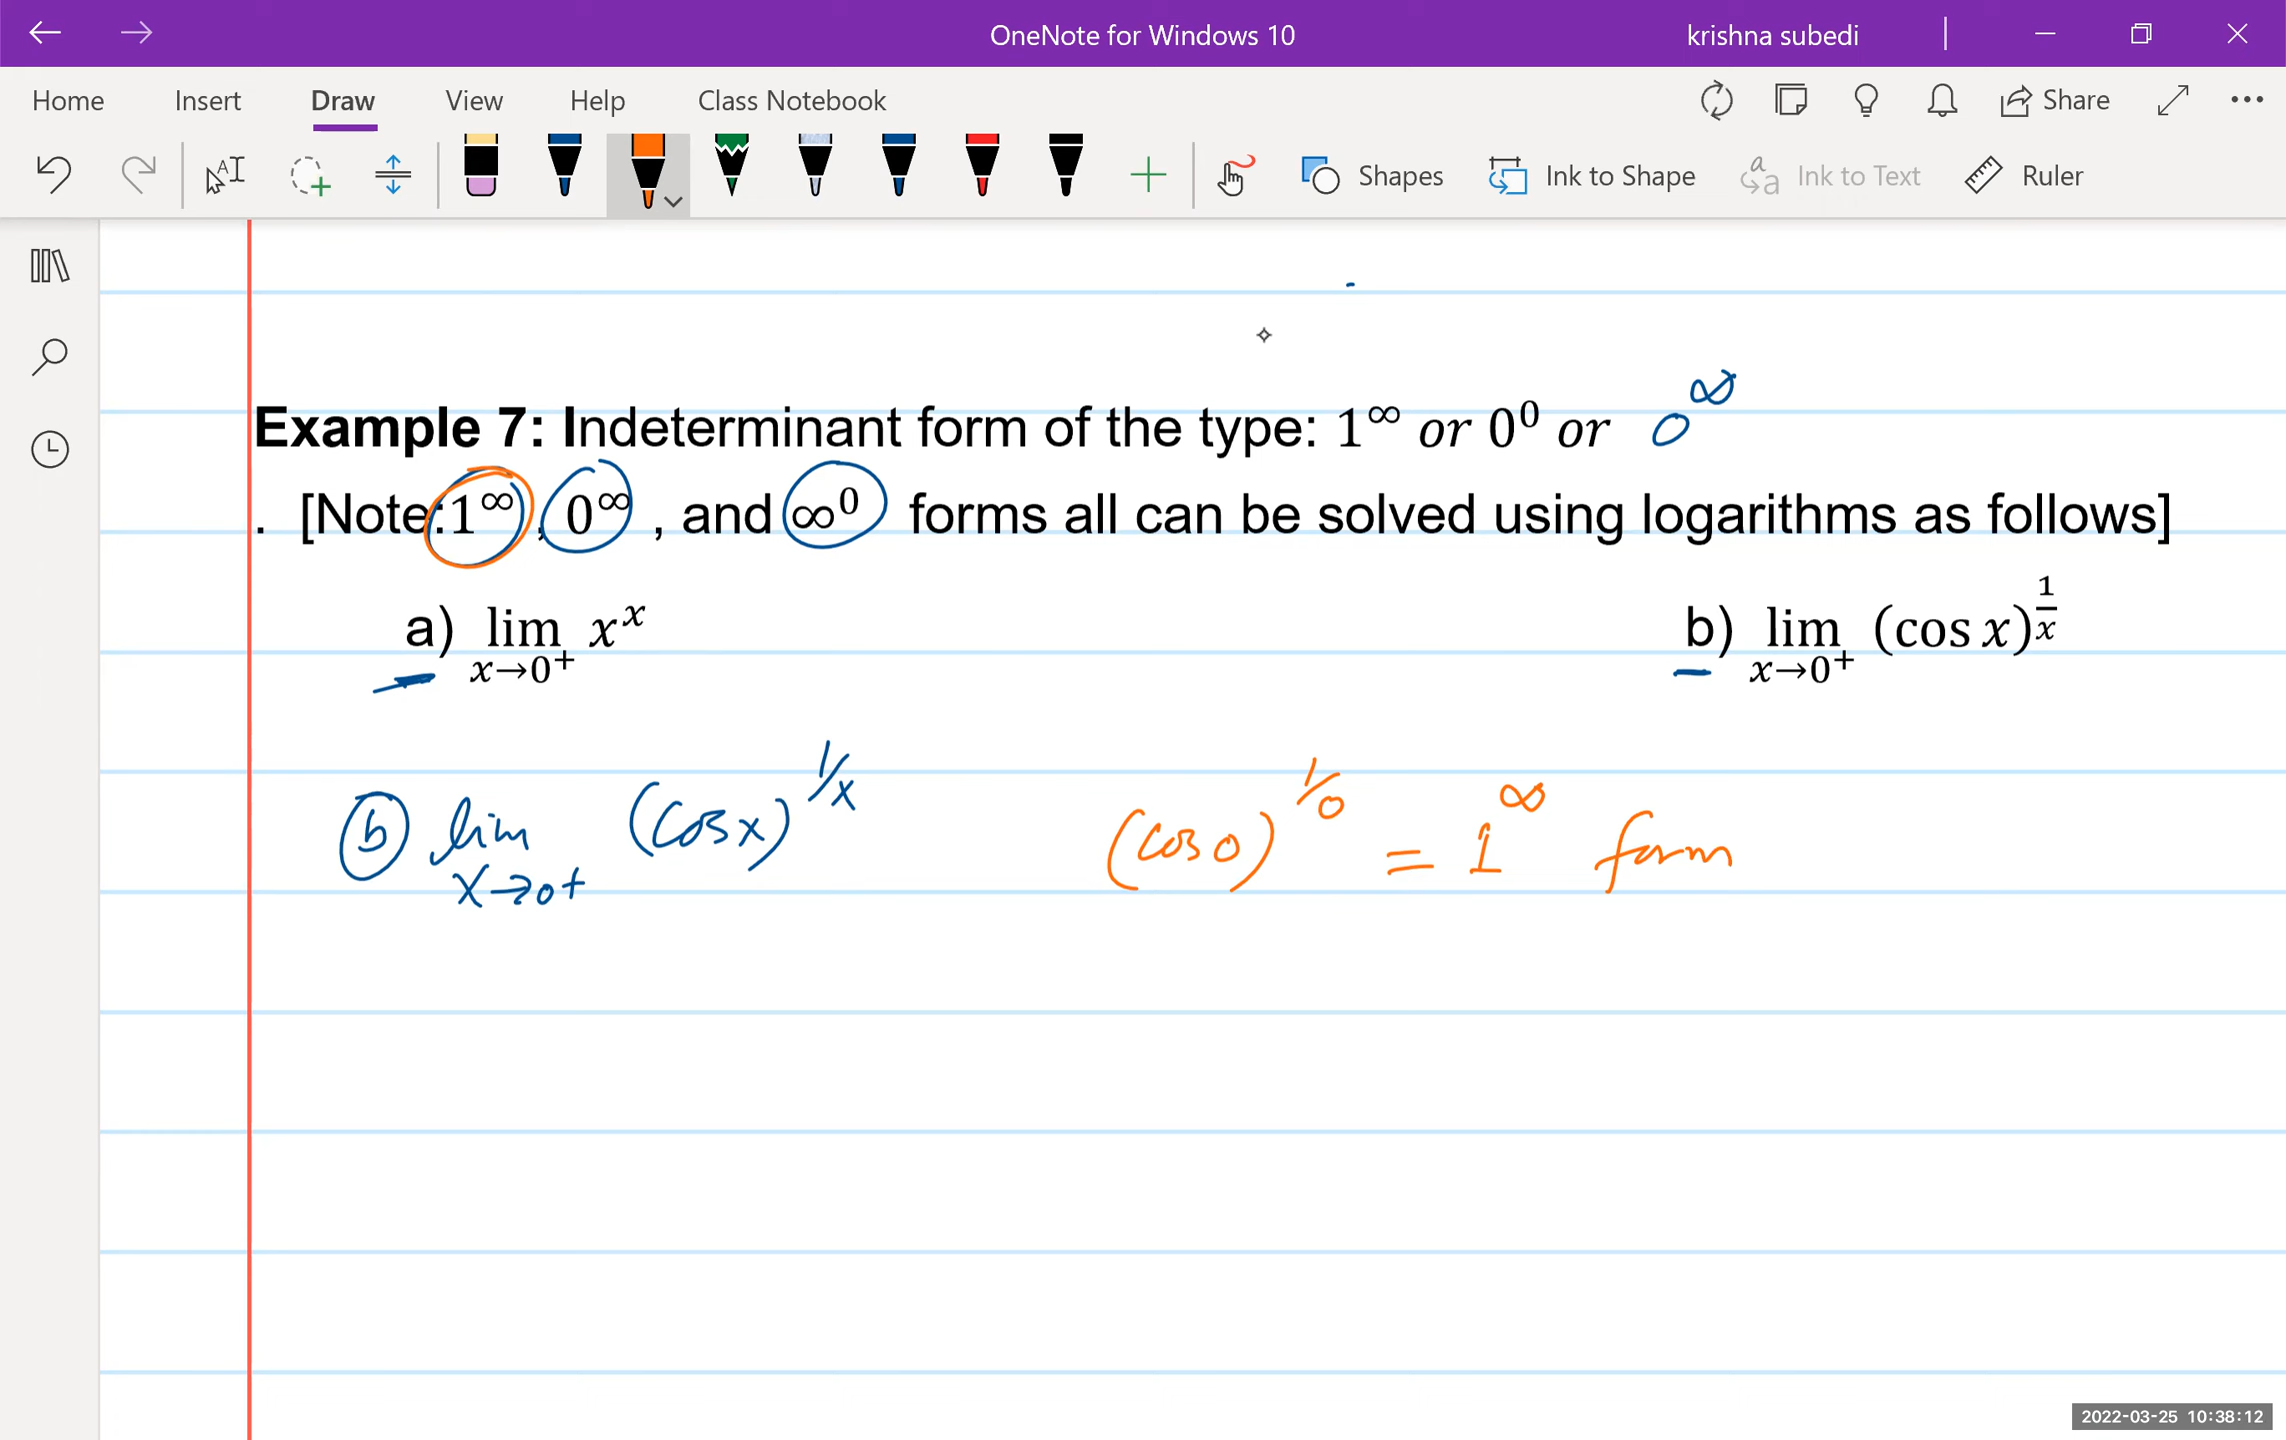 OneNote for Windows 10 krishna subedi
Home Insert Draw View Help Class Notebook Share
Shapes Ink to Shape Ink to Text Ruler
Example 7: Indeterminant form of the type: 1^∞ or 0^0 or 0^∞
. [Note: 1^∞, 0^∞ , and ∞^0 forms all can be solved using logarithms as follows]
a) lim x→0+ x^x b) lim x→0+ (cos x)^(1/x)
(b) lim x→0+ (cos x)^(1/x) (cos 0)^(1/0) = 1^∞ form
2022-03-25 10:38:12